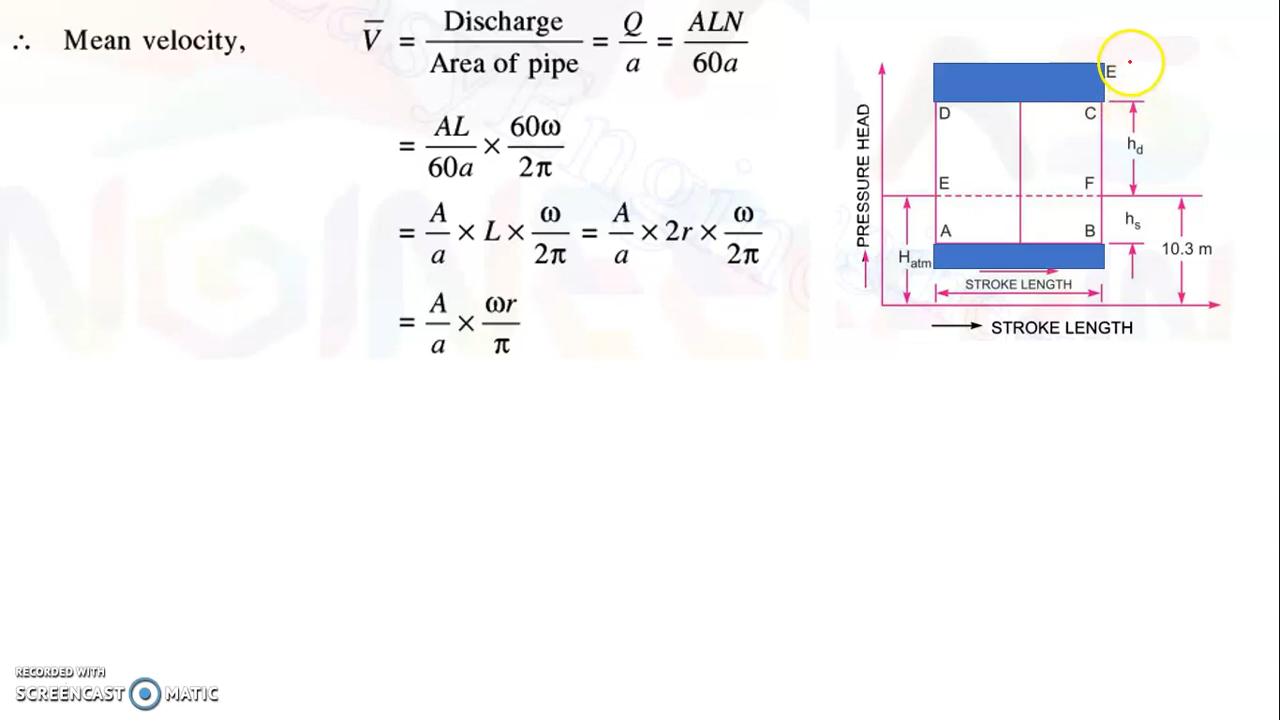 ∴ Mean velocity, V̄ = Discharge / Area of pipe = Q / a = ALN / 60a
= AL / 60a × 60ω / 2π
= A / a × L × ω / 2π = A / a × 2r × ω / 2π
= A / a × ωr / π
E
D C
PRESSURE HEAD
h_d
E F
h_s
A B
H_atm
10.3 m
STROKE LENGTH
STROKE LENGTH
RECORDED WITH
SCREENCAST MATIC